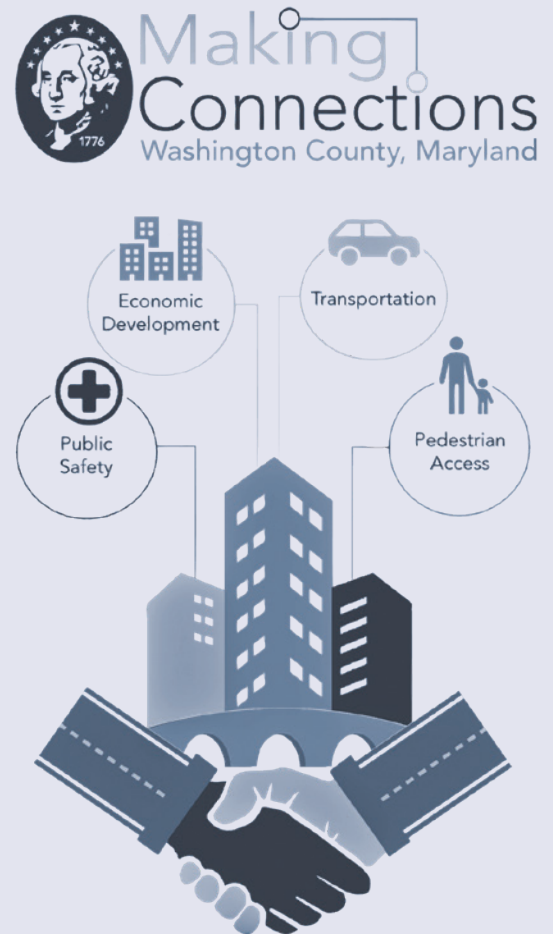 Making
Connections
Washington County, Maryland
1776
Economic
Development
Transportation
Public
Safety
Pedestrian
Access